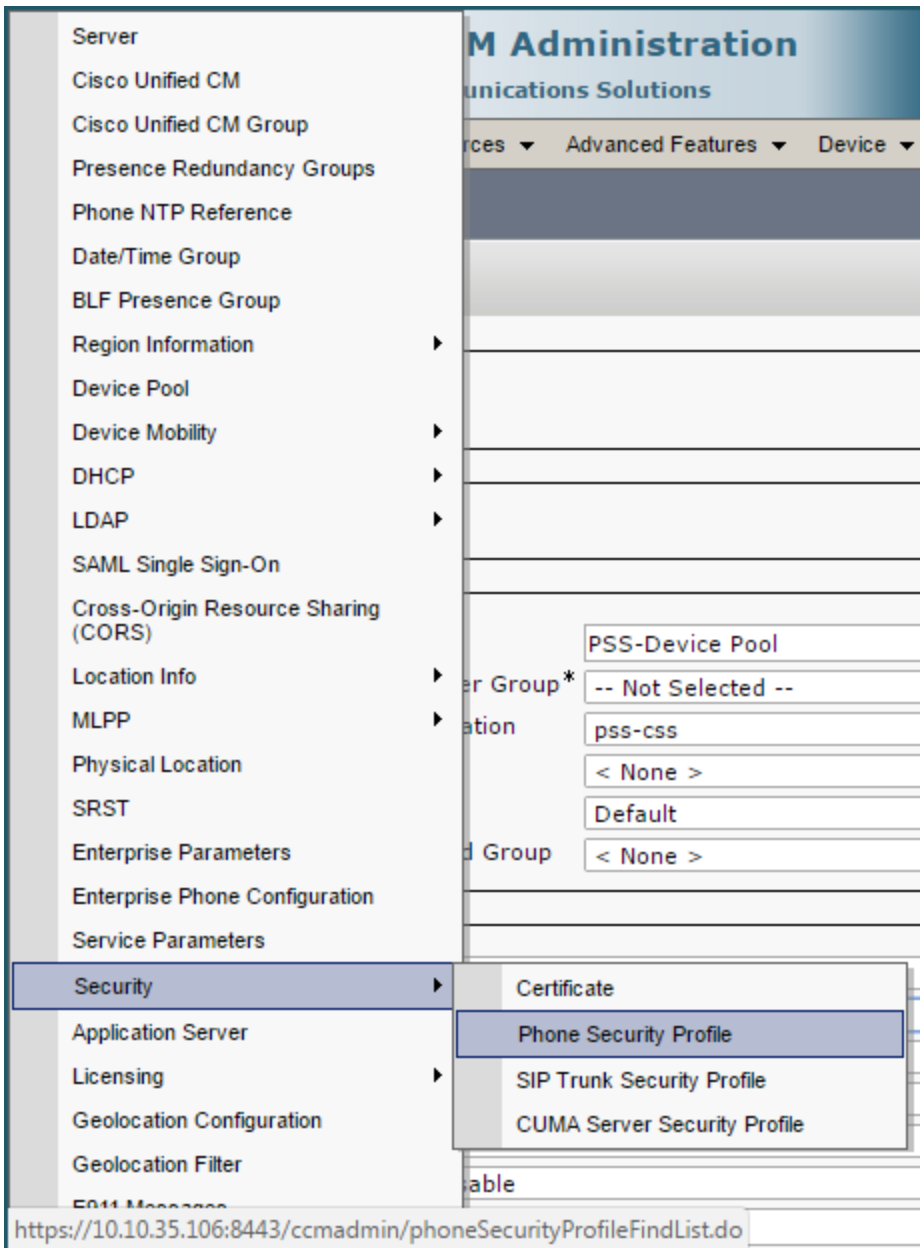 M Administration
unications Solutions
rces Advanced Features Device
Server
Cisco Unified CM
Cisco Unified CM Group
Presence Redundancy Groups
Phone NTP Reference
Date/Time Group
BLF Presence Group
Region Information
Device Pool
Device Mobility
DHCP
LDAP
SAML Single Sign-On
Cross-Origin Resource Sharing
(CORS)
Location Info
MLPP
Physical Location
SRST
Enterprise Parameters
Enterprise Phone Configuration
Service Parameters
Security
Application Server
Licensing
Geolocation Configuration
Geolocation Filter
E911 Messages
Certificate
Phone Security Profile
SIP Trunk Security Profile
CUMA Server Security Profile
PSS-Device Pool
er Group* -- Not Selected --
ation pss-css
< None >
Default
d Group < None >
able
https://10.10.35.106:8443/ccmadmin/phoneSecurityProfileFindList.do